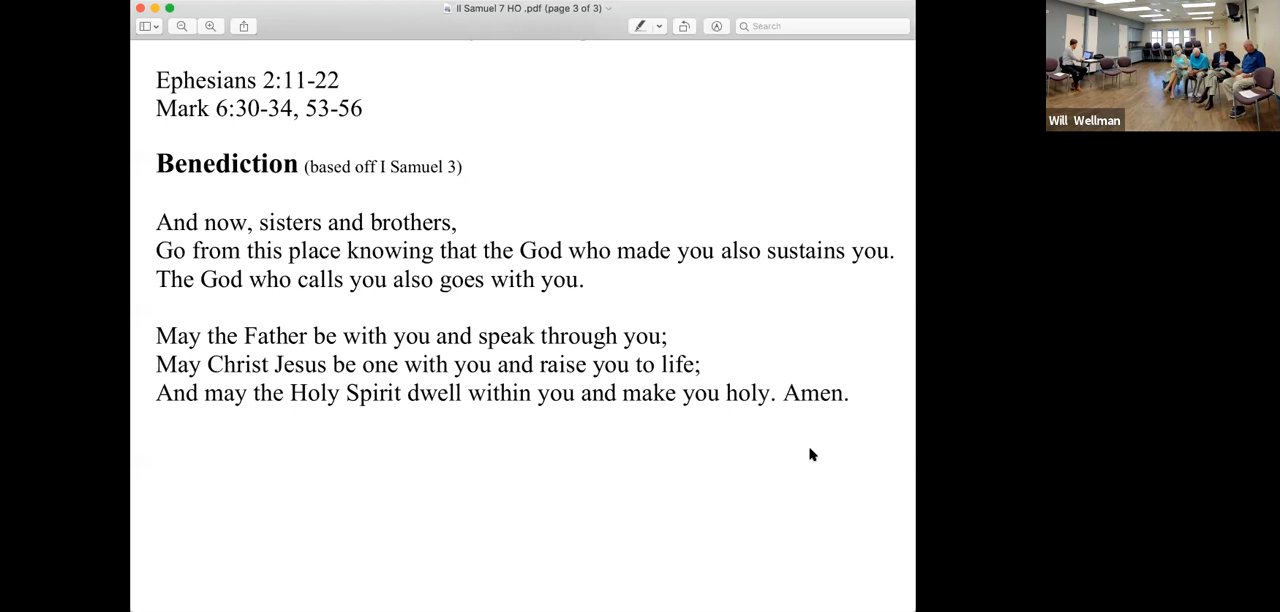 II Samuel 7 HO .pdf (page 3 of 3)
Search
Ephesians 2:11-22
Mark 6:30-34, 53-56
Benediction (based off I Samuel 3)
And now, sisters and brothers,
Go from this place knowing that the God who made you also sustains you.
The God who calls you also goes with you.
May the Father be with you and speak through you;
May Christ Jesus be one with you and raise you to life;
And may the Holy Spirit dwell within you and make you holy. Amen.
Will Wellman